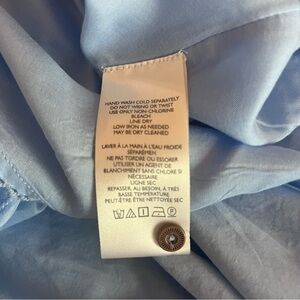 HAND WASH COLD SEPARATELY
DO NOT WRING OR TWIST
USE ONLY NON-CHLORINE
BLEACH
LINE DRY
LOW IRON AS NEEDED
MAY BE DRY CLEANED
LAVER À LA MAIN À L'EAU FROIDE
SÉPARÉMEN
NE PAS TORDRE OU ESSORER
UTILISER UN AGENT DE
BLANCHIMENT SANS CHLORE SI
NÉCESSAIRE
LIGNE SEC
REPASSER, AU BESOIN, À TRÈS
BASSE TEMPÉRATURE
PEUT-ÊTRE NETTOYÉE SEC